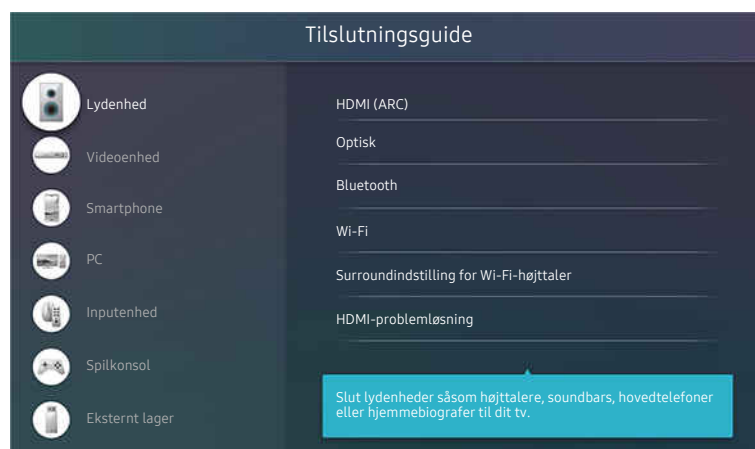 Tilslutningsguide
Lydenhed
Videoenhed
Smartphone
PC
Inputenhed
Spilkonsol
Eksternt lager
HDMI (ARC)
Optisk
Bluetooth
Wi-Fi
Surroundindstilling for Wi-Fi-højttaler
HDMI-problemløsning
Slut lydenheder såsom højttalere, soundbars, hovedtelefoner
eller hjemmebiografer til dit tv.